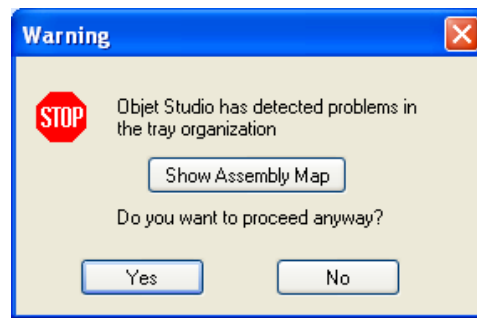 Warning
STOP
Objet Studio has detected problems in
the tray organization
Show Assembly Map
Do you want to proceed anyway?
Yes
No